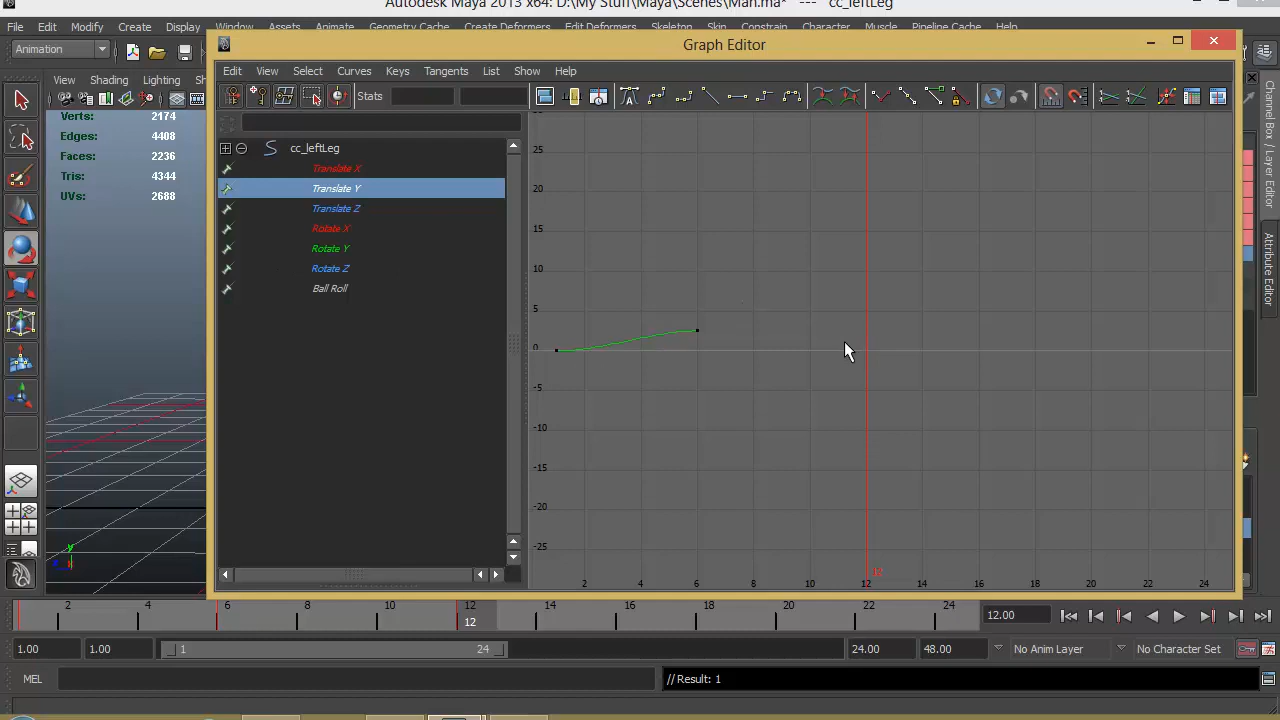 Autodesk Maya 2013 x64: D:\My Stuff\Maya\Scenes\Man.ma* --- cc_leftLeg
File Edit Modify Create Display Window Assets Animate Geometry Cache Create Deformers Edit Deformers Skeleton Skin Constrain Character Muscle Pipeline Cache Help
Animation
Graph Editor
View Shading Lighting
Edit View Select Curves Keys Tangents List Show Help
Stats
Verts: 2174
Edges: 4408
Faces: 2236
Tris: 4344
UVs: 2688
cc_leftLeg
Translate X
Translate Y
Translate Z
Rotate X
Rotate Y
Rotate Z
Ball Roll
25
20
15
10
5
0
-5
-10
-15
-20
-25
2 4 6 8 10 12 14 16 18 20 22 24
12
Channel Box / Layer Editor
Attribute Editor
y
2 4 6 8 10 12 14 16 18 20 22 24
12
12.00
1.00 1.00 1 24 24.00 48.00 No Anim Layer No Character Set
MEL // Result: 1